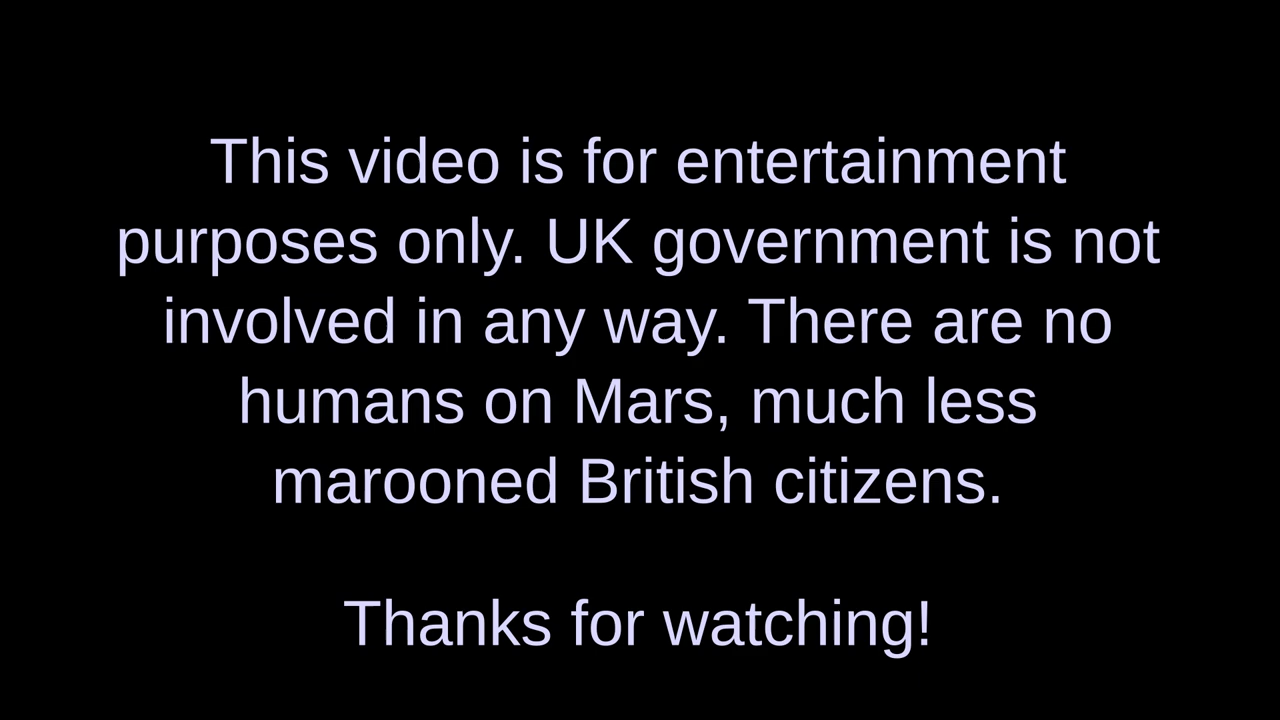 This video is for entertainment
purposes only. UK government is not
involved in any way. There are no
humans on Mars, much less
marooned British citizens.
Thanks for watching!